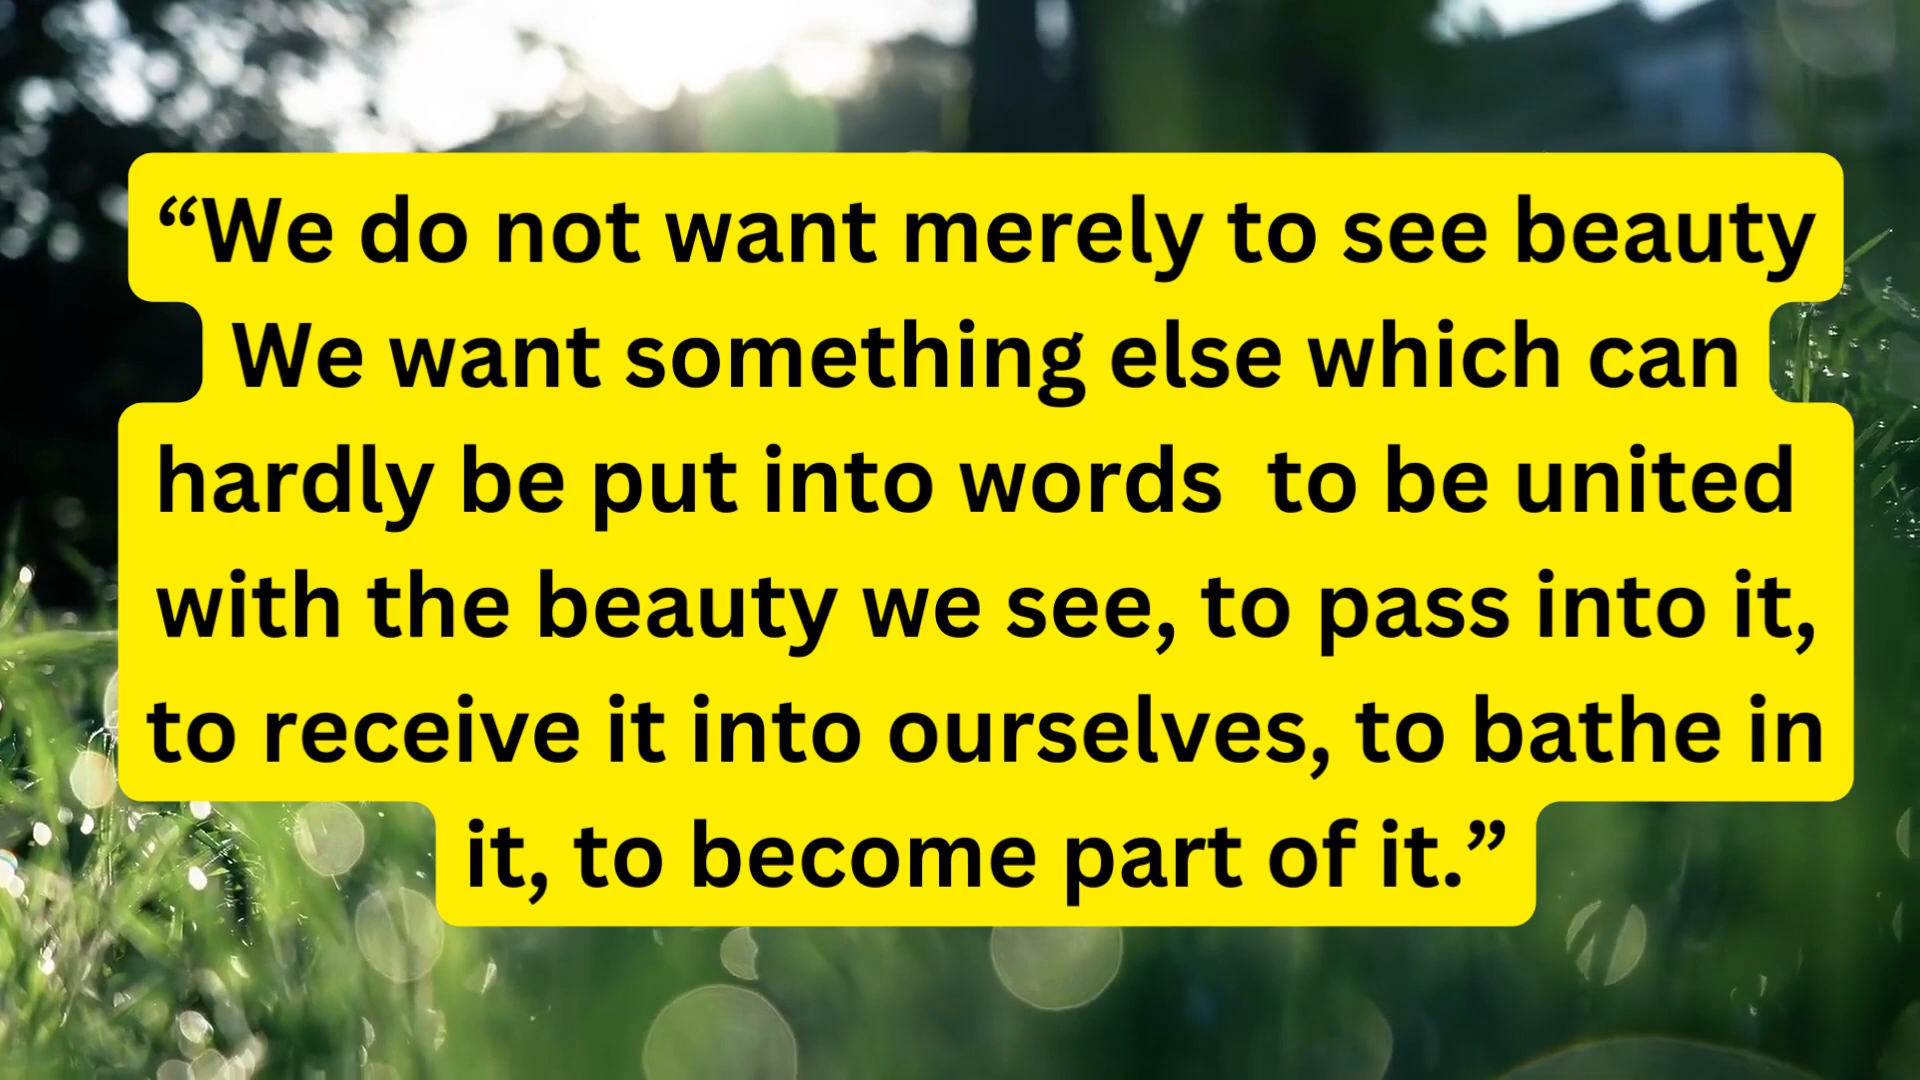 “We do not want merely to see beauty
We want something else which can
hardly be put into words  to be united
with the beauty we see, to pass into it,
to receive it into ourselves, to bathe in
it, to become part of it.”